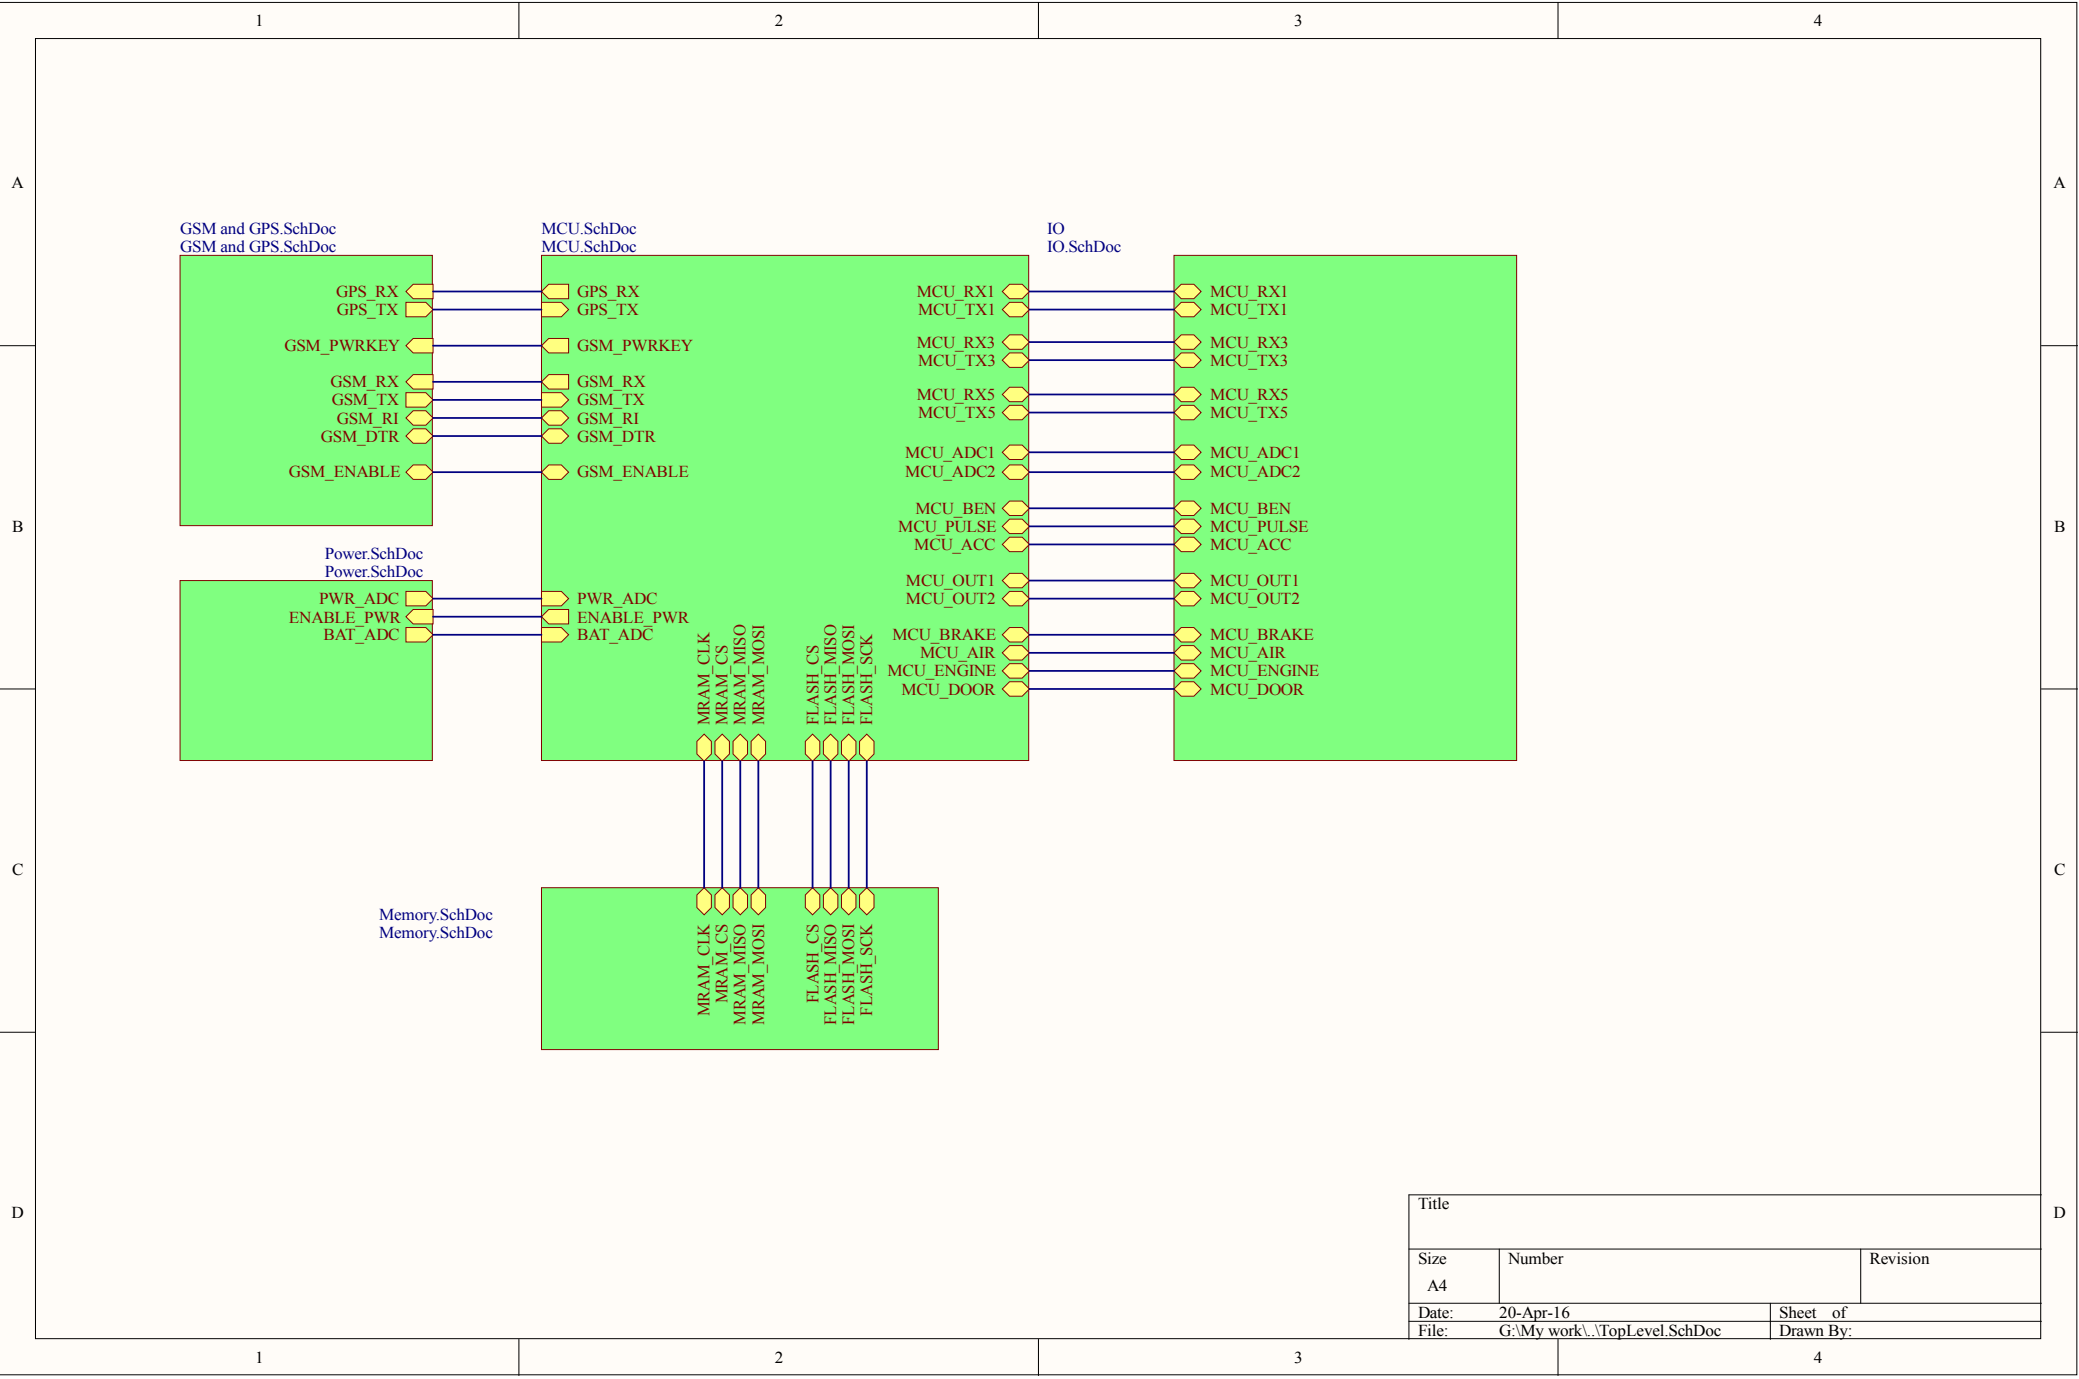 1 2 3 4
A A
GSM and GPS.SchDoc
GSM and GPS.SchDoc
GPS_RX
GPS_TX
GSM_PWRKEY
GSM_RX
GSM_TX
GSM_RI
GSM_DTR
GSM_ENABLE
Power.SchDoc
Power.SchDoc
PWR_ADC
ENABLE_PWR
BAT_ADC
MCU.SchDoc
MCU.SchDoc
GPS_RX
GPS_TX
GSM_PWRKEY
GSM_RX
GSM_TX
GSM_RI
GSM_DTR
GSM_ENABLE
PWR_ADC
ENABLE_PWR
BAT_ADC
MRAM_CLK
MRAM_CS
MRAM_MISO
MRAM_MOSI
FLASH_CS
FLASH_MISO
FLASH_MOSI
FLASH_SCK
MCU_RX1
MCU_TX1
MCU_RX3
MCU_TX3
MCU_RX5
MCU_TX5
MCU_ADC1
MCU_ADC2
MCU_BEN
MCU_PULSE
MCU_ACC
MCU_OUT1
MCU_OUT2
MCU_BRAKE
MCU_AIR
MCU_ENGINE
MCU_DOOR
IO
IO.SchDoc
MCU_RX1
MCU_TX1
MCU_RX3
MCU_TX3
MCU_RX5
MCU_TX5
MCU_ADC1
MCU_ADC2
MCU_BEN
MCU_PULSE
MCU_ACC
MCU_OUT1
MCU_OUT2
MCU_BRAKE
MCU_AIR
MCU_ENGINE
MCU_DOOR
B B
C C
Memory.SchDoc
Memory.SchDoc
MRAM_CLK
MRAM_CS
MRAM_MISO
MRAM_MOSI
FLASH_CS
FLASH_MISO
FLASH_MOSI
FLASH_SCK
D D
Title
Size Number Revision
A4
Date: 20-Apr-16 Sheet of
File: G:\My work\..\TopLevel.SchDoc Drawn By:
1 2 3 4